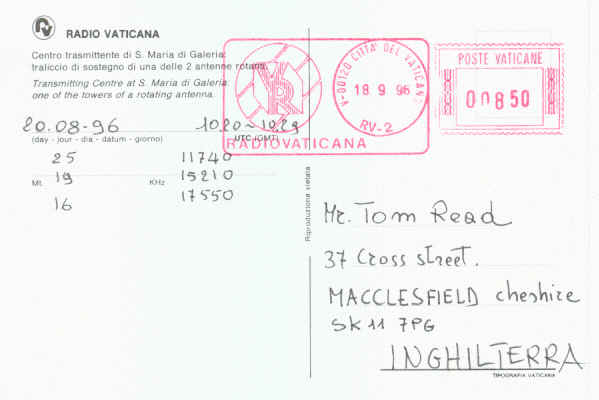 RADIO VATICANA
Centro trasmittente di S. Maria di Galeria:
traliccio di sostegno di una delle 2 antenne rotanti.
Transmitting Centre at S. Maria di Galeria:
one of the towers of a rotating antenna.
20.08-96 1020-1029
(day - jour - dia - datum - giorno) UTC (GMT)
25 11740
Mt. 19 KHz 15210
16 17550
RADIOVATICANA
V-00120 CITTA' DEL VATICANO
18 9 96
RV-2
POSTE VATICANE
00850
Riproduzione vietata
Mr. Tom Read
37 Cross street.
MACCLESFIELD cheshire
SK11 7PG
INGHILTERRA
TIPOGRAFIA VATICANA